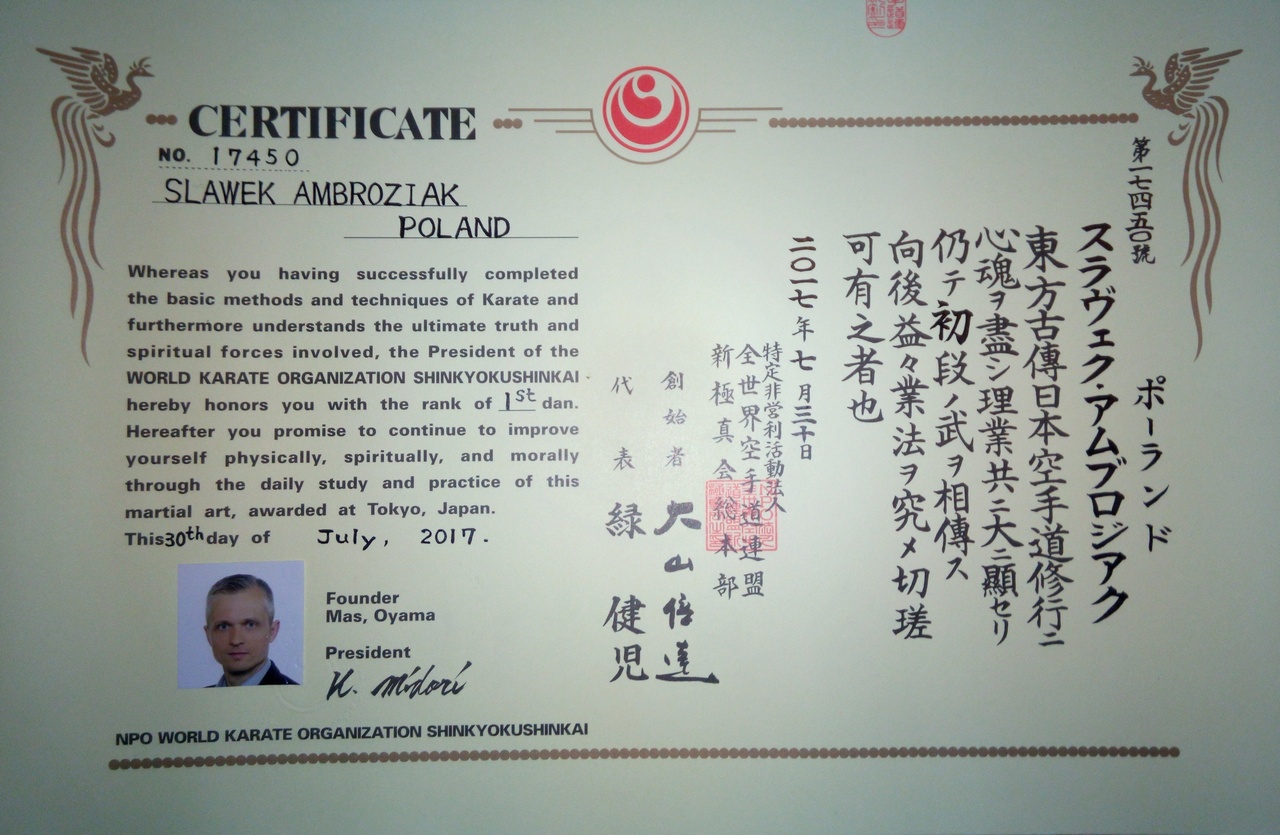 CERTIFICATE
NO. 17450
SLAWEK AMBROZIAK
POLAND
Whereas you having successfully completed
the basic methods and techniques of Karate and
furthermore understands the ultimate truth and
spiritual forces involved, the President of the
WORLD KARATE ORGANIZATION SHINKYOKUSHINKAI
hereby honors you with the rank of 1st dan.
Hereafter you promise to continue to improve
yourself physically, spiritually, and morally
through the daily study and practice of this
martial art, awarded at Tokyo, Japan.
This 30th day of July, 2017.
Founder
Mas, Oyama
President
K. Midori
NPO WORLD KARATE ORGANIZATION SHINKYOKUSHINKAI
第一七四五〇號
ポーランド
スラヴェク・アムブロジアク
東方古傳日本空手道修行ニ
心魂ヲ盡シ理業共ニ大ニ顯セリ
仍テ初段ノ武ヲ相傳ス
向後益々業法ヲ究メ切瑳
可有之者也
二〇一七年七月三十日
特定非営利活動法人
全世界空手道連盟
新極真会総本部
創始者 大山倍達
代表 緑健児